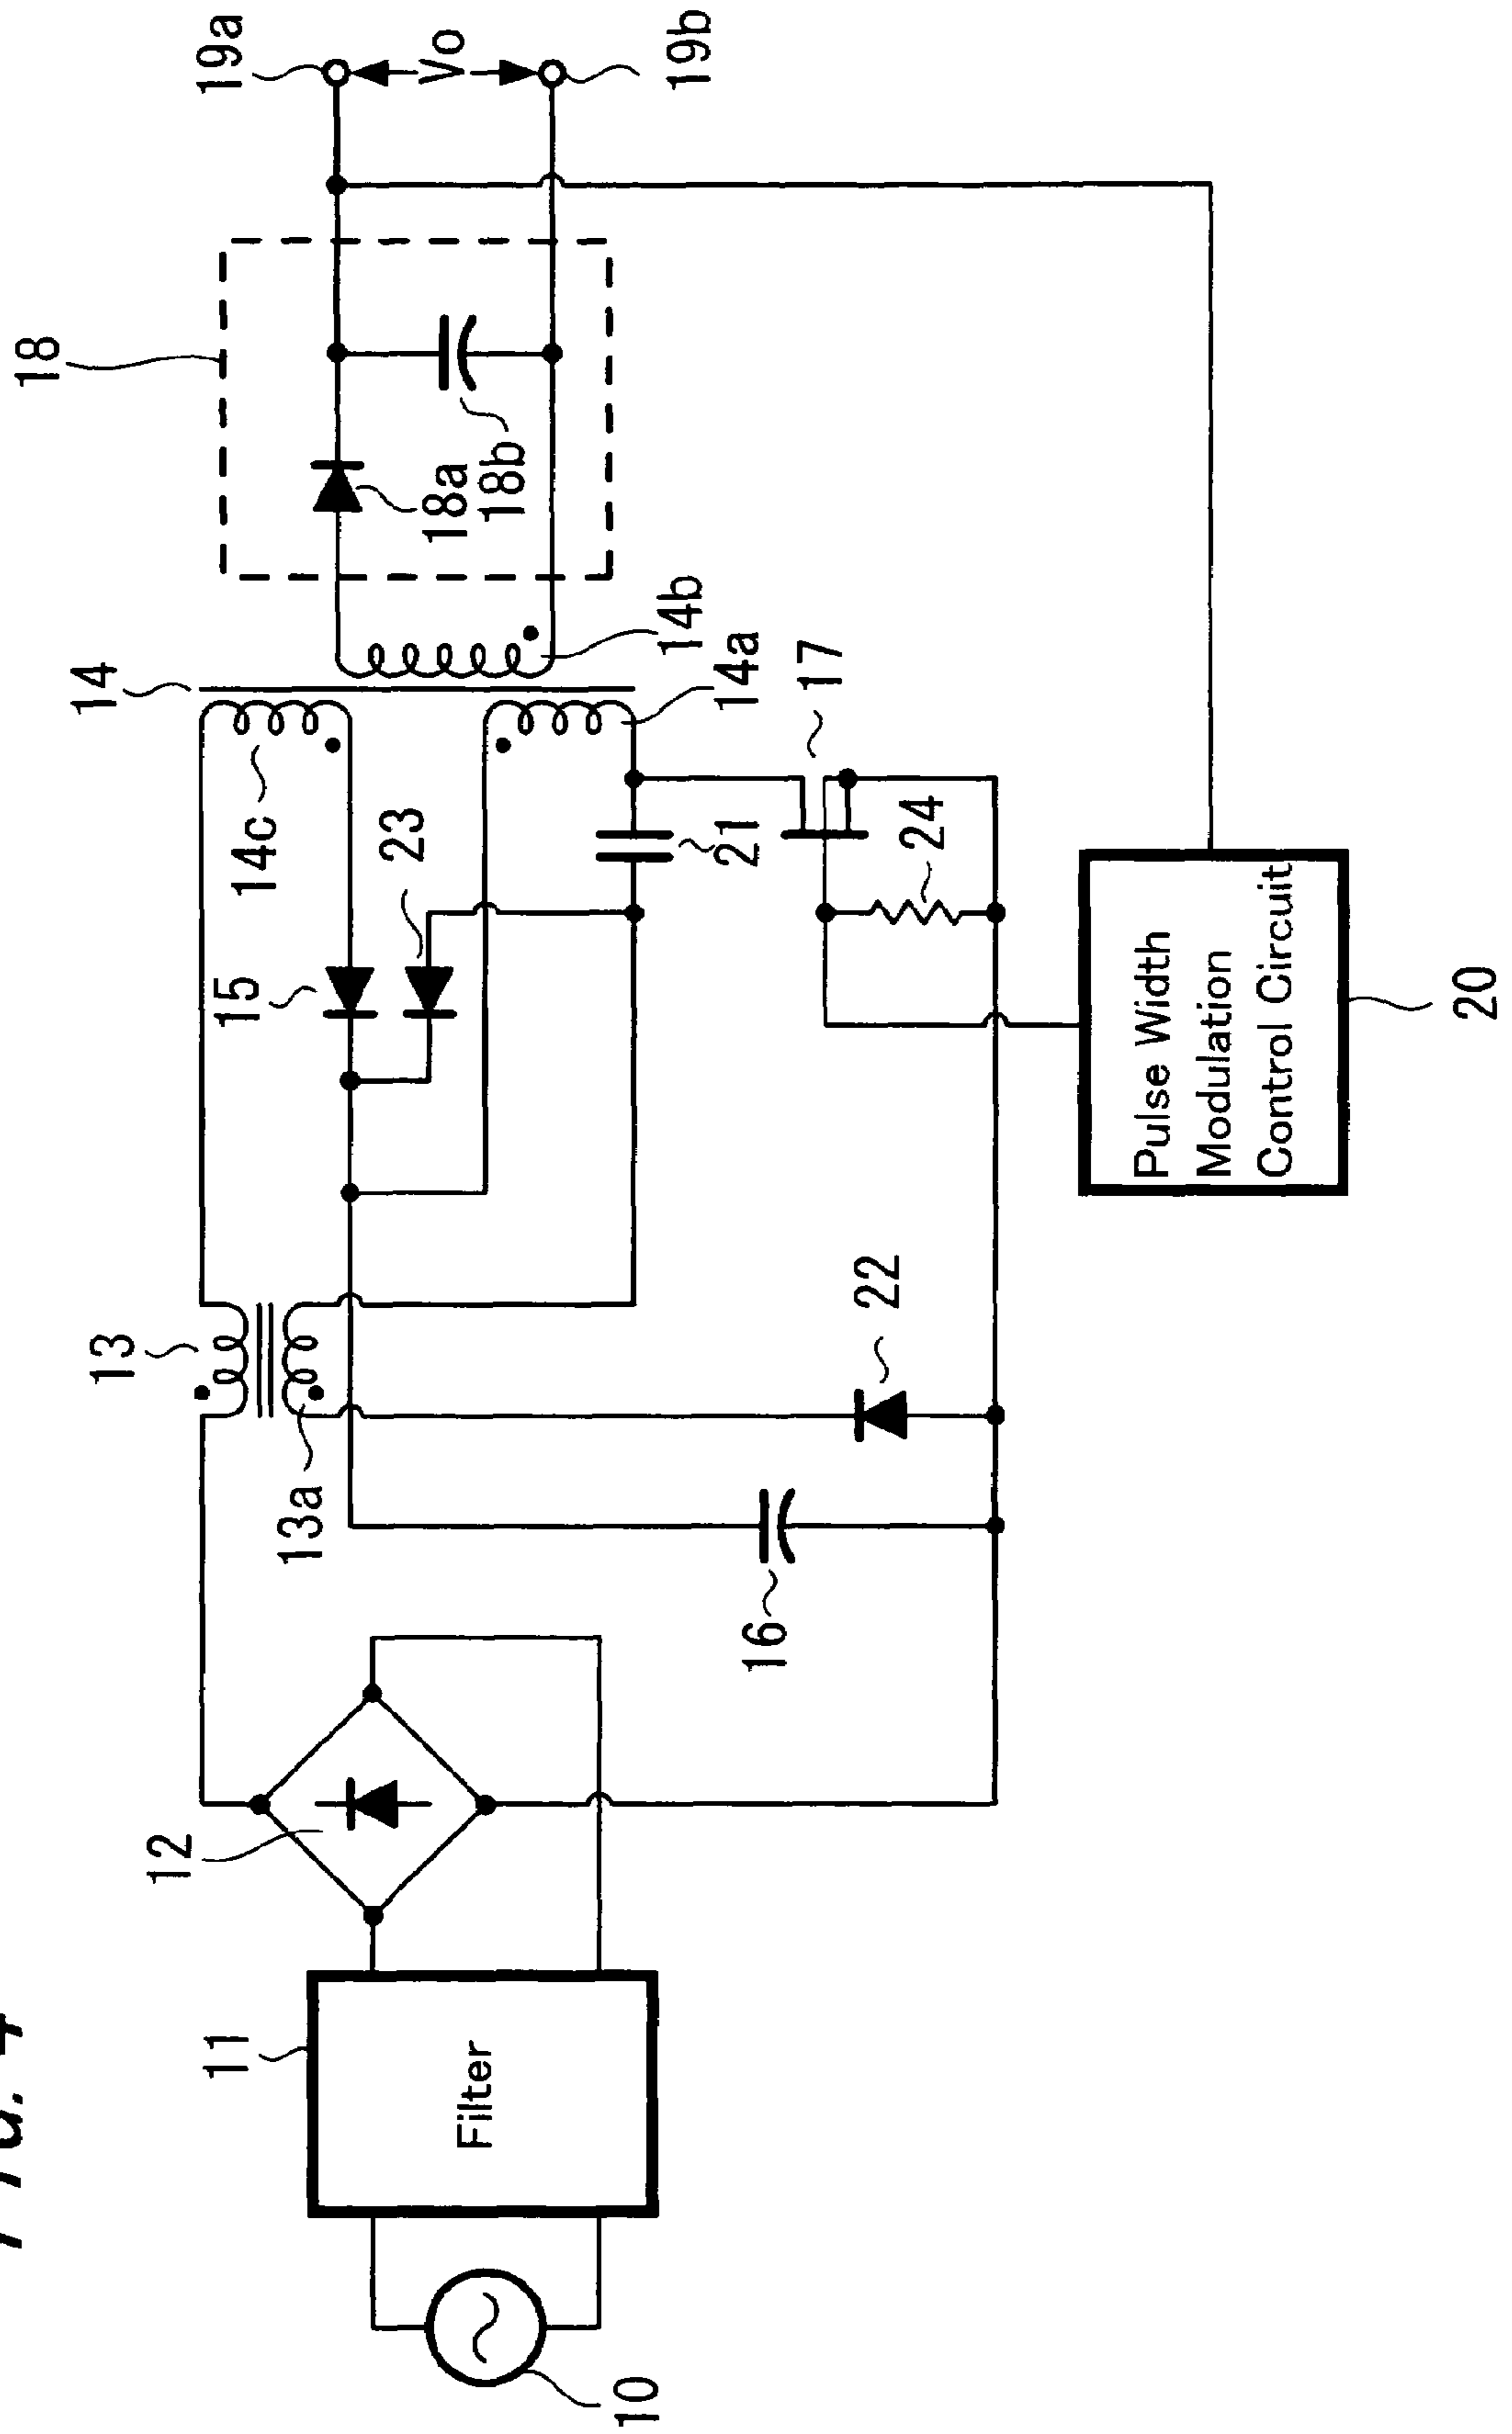 10
11
Filter
12
13
13a
14
14c
14b
14a
15
23
16
22
21
17
24
18
18a
18b
19a
Vo
19b
Pulse Width
Modulation
Control Circuit
20